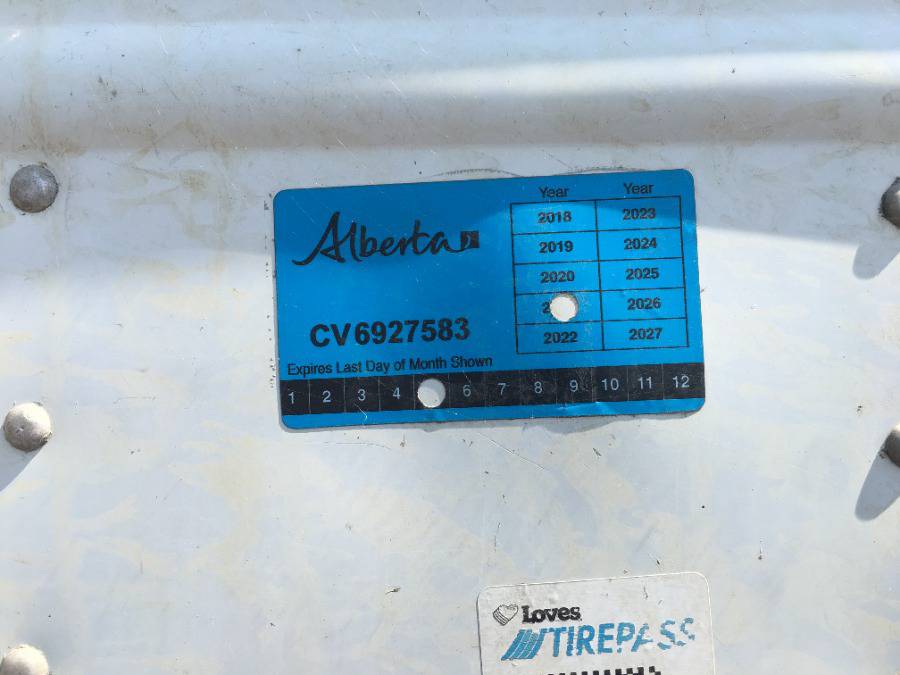 Alberta
CV6927583
Expires Last Day of Month Shown
Year Year
2018 2023
2019 2024
2020 2025
2026
2022 2027
1 2 3 4 6 7 8 9 10 11 12
Loves
TIREPASS